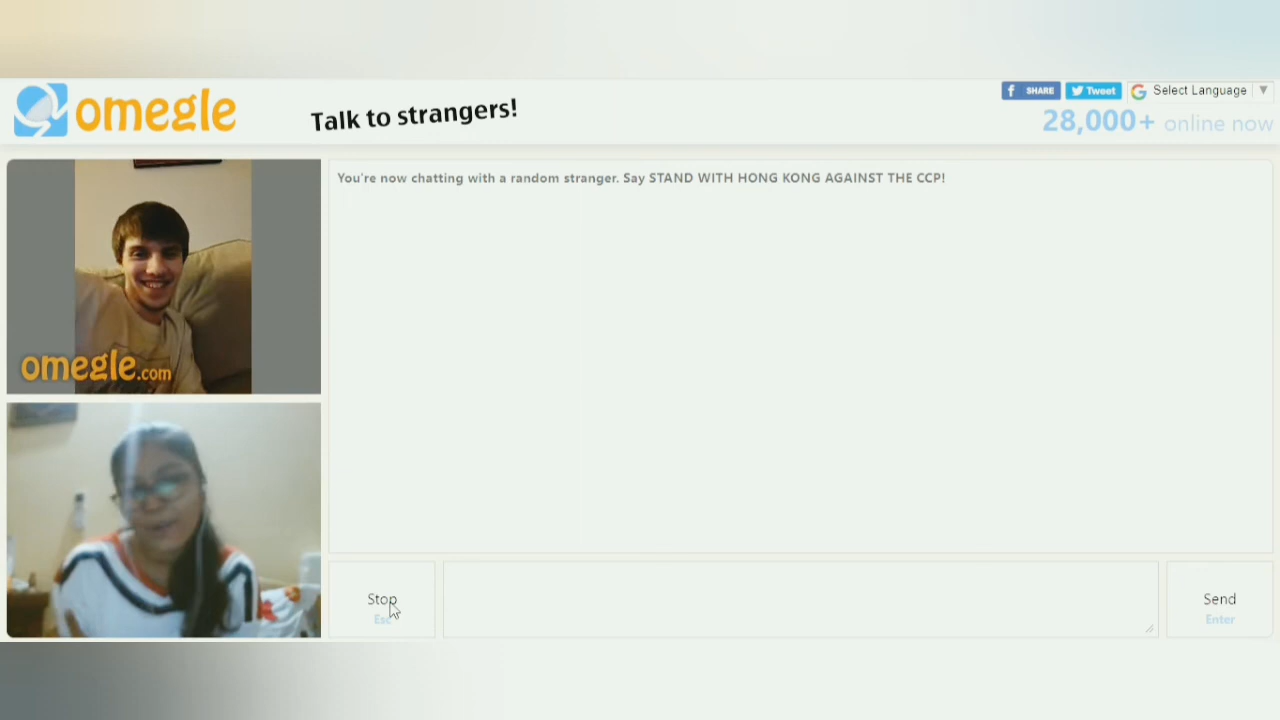 omegle
Talk to strangers!
SHARE
Tweet
Select Language
28,000+ online now
omegle.com
You're now chatting with a random stranger. Say STAND WITH HONG KONG AGAINST THE CCP!
Stop
Esc
Send
Enter